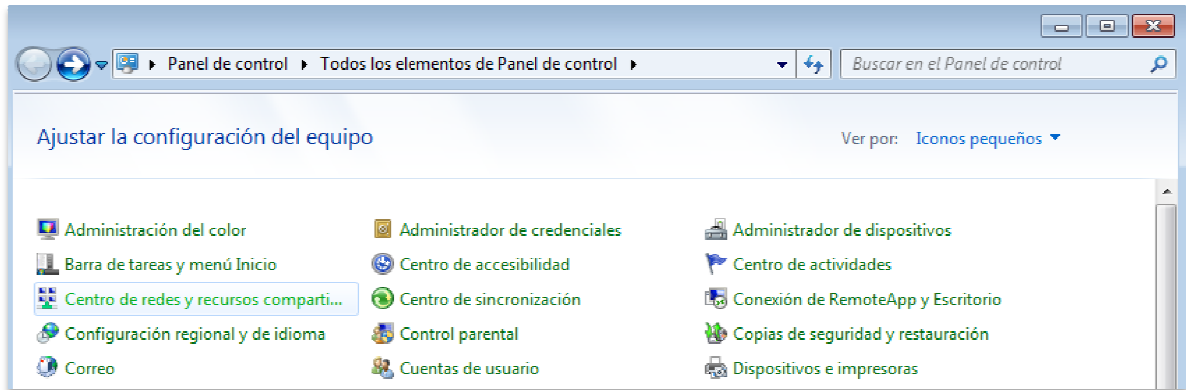 Panel de control Todos los elementos de Panel de control Buscar en el Panel de control
Ajustar la configuración del equipo Ver por: Iconos pequeños
Administración del color Administrador de credenciales Administrador de dispositivos
Barra de tareas y menú Inicio Centro de accesibilidad Centro de actividades
Centro de redes y recursos comparti... Centro de sincronización Conexión de RemoteApp y Escritorio
Configuración regional y de idioma Control parental Copias de seguridad y restauración
Correo Cuentas de usuario Dispositivos e impresoras